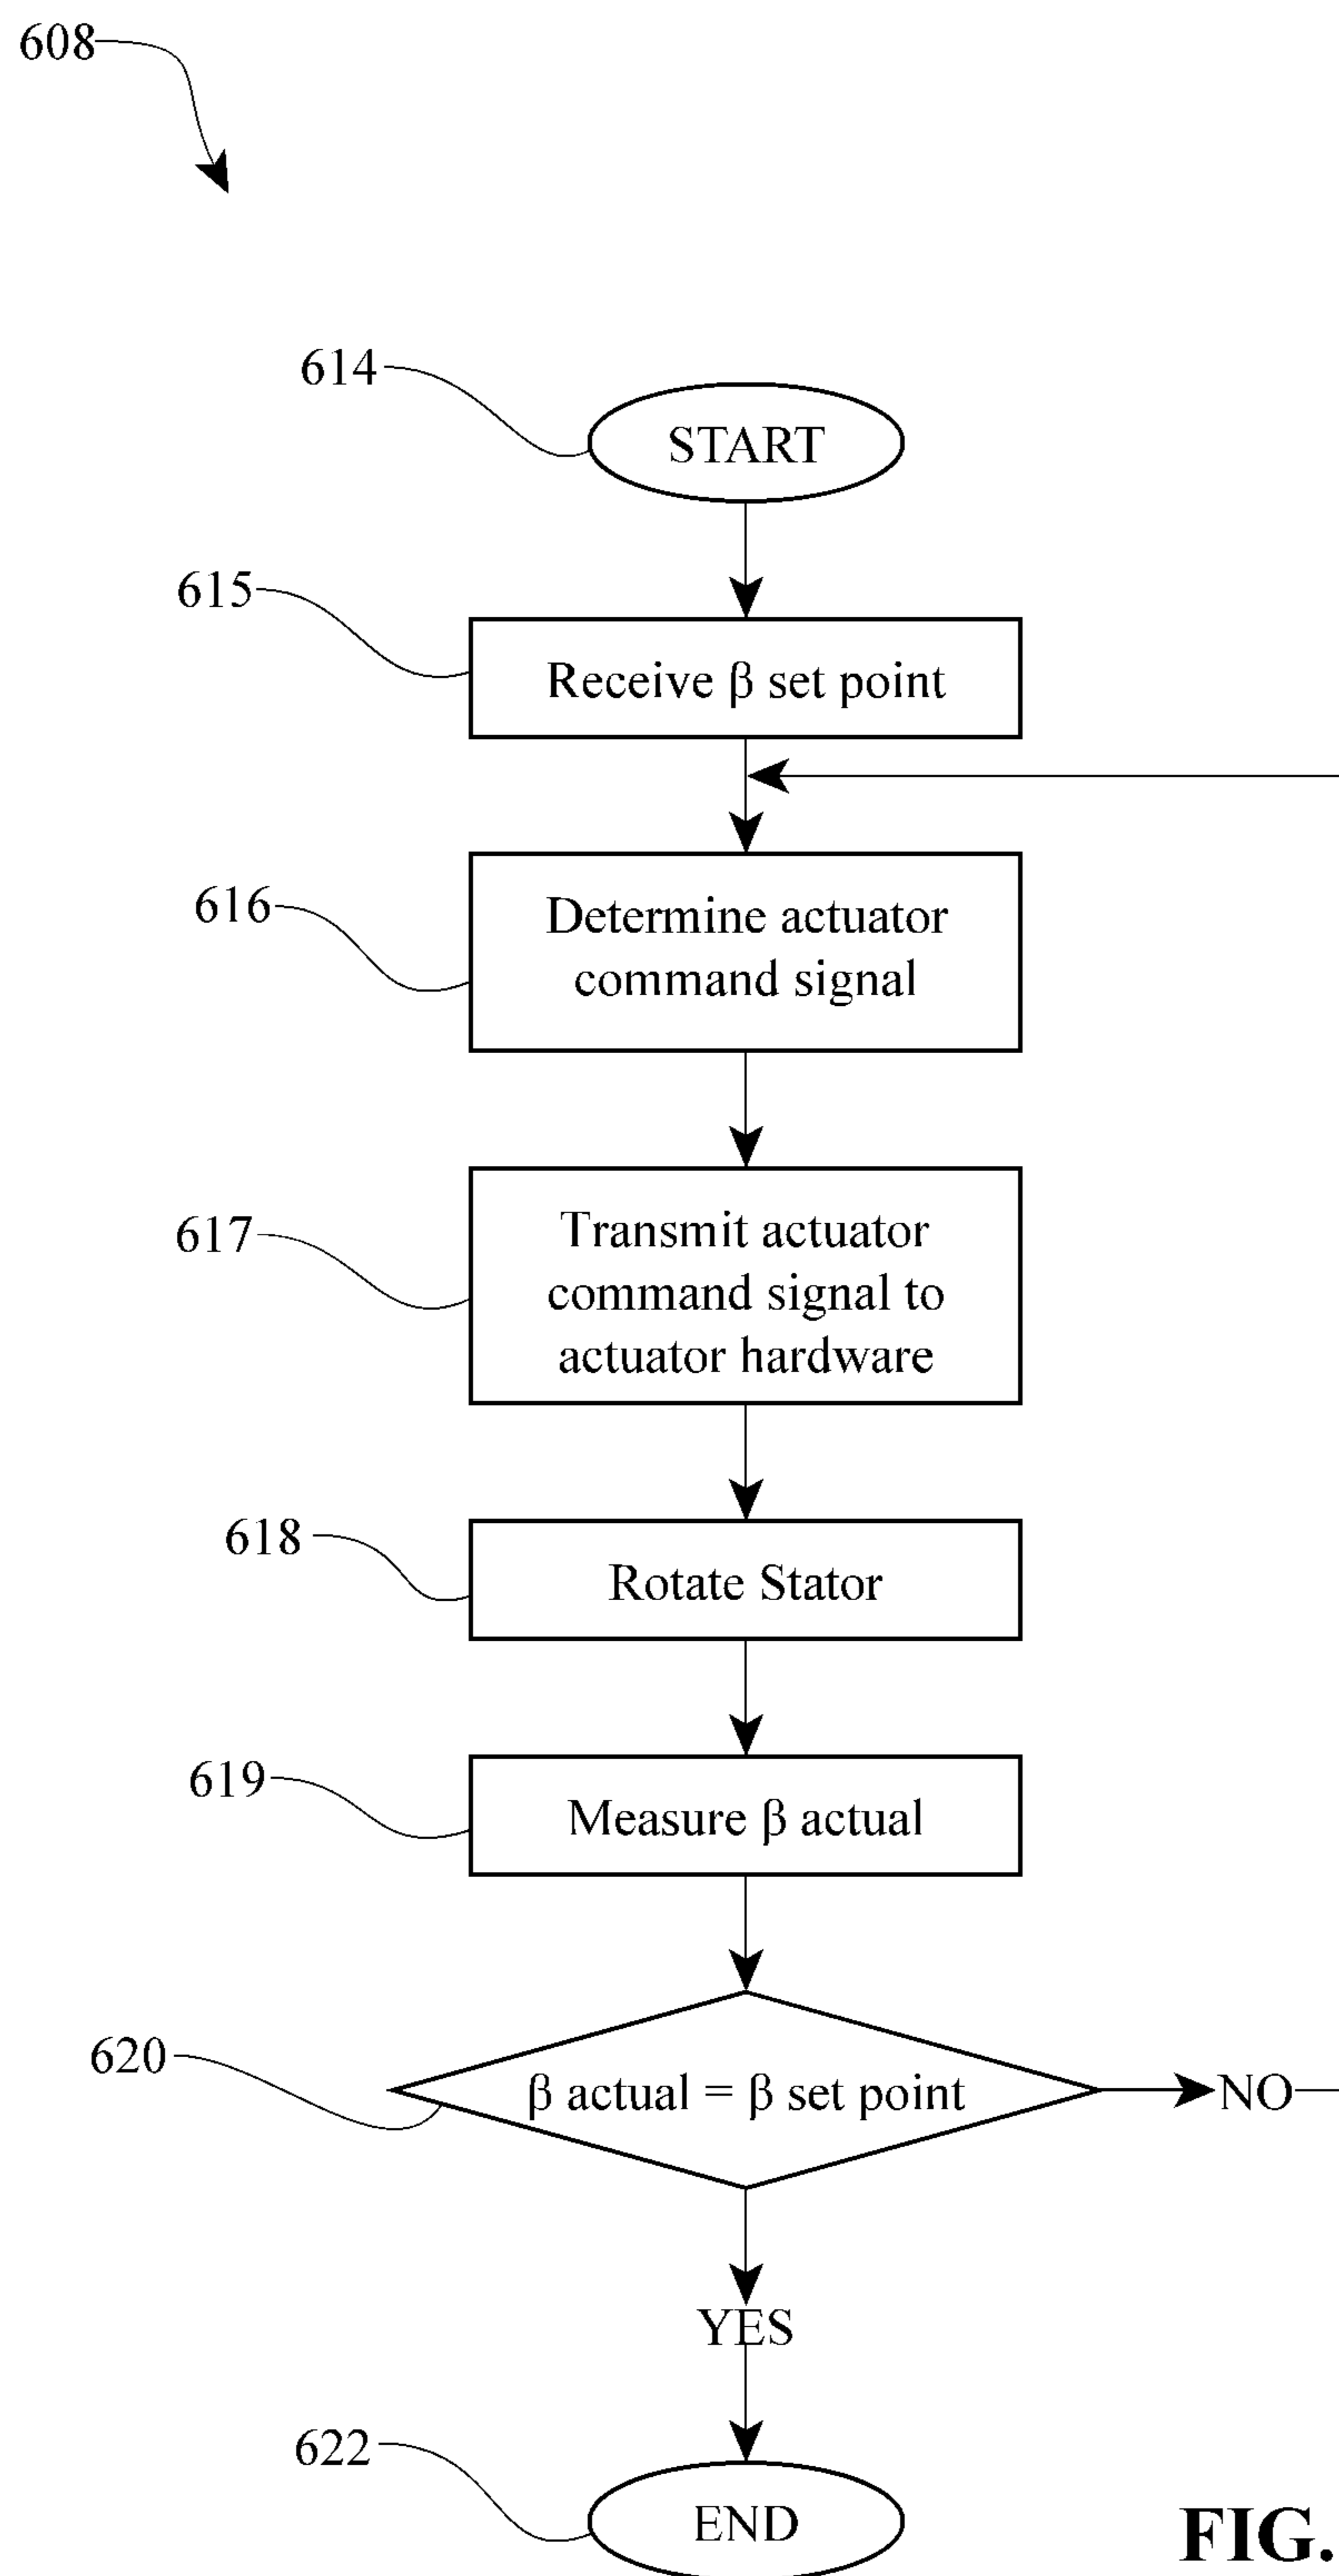 608
614
START
615
Receive β set point
616
Determine actuator
command signal
617
Transmit actuator
command signal to
actuator hardware
618
Rotate Stator
619
Measure β actual
620
β actual = β set point
NO
YES
622
END
FIG.